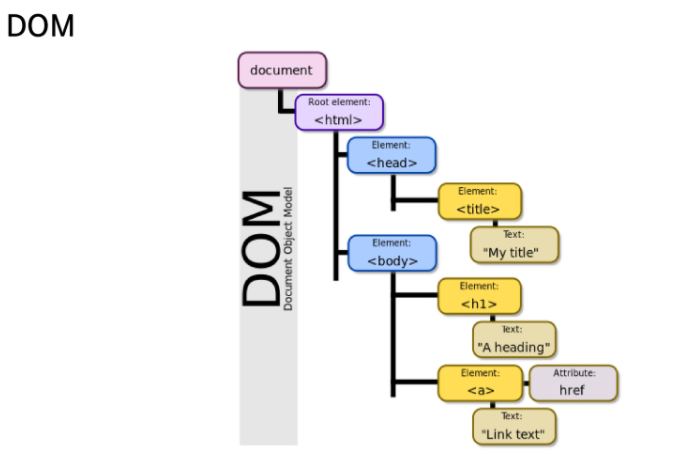 DOM
document
Root element:
<html>
Element:
<head>
Element:
<title>
Text:
"My title"
DOM
Document Object Model
Element:
<body>
Element:
<h1>
Text:
"A heading"
Element:
<a>
Attribute:
href
Text:
"Link text"